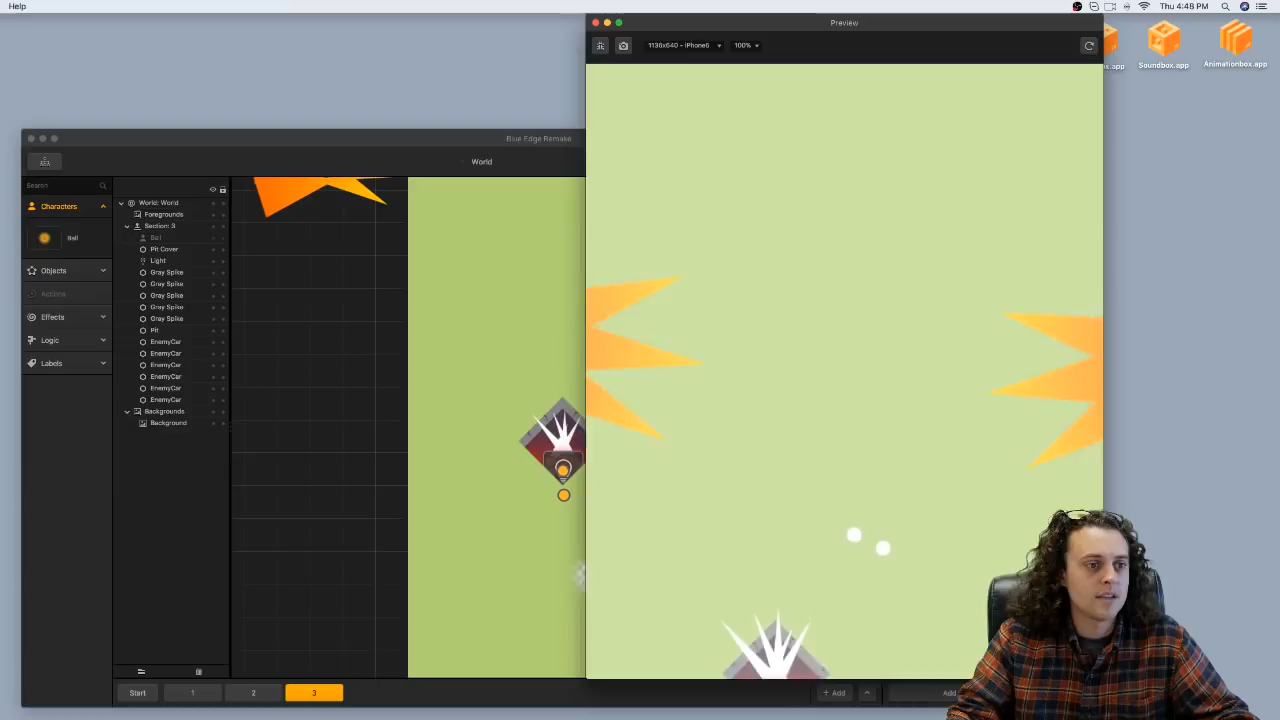 Help
Thu 4:48 PM
Preview
1136x640 - iPhone6
100%
Soundbox.app
Animationbox.app
Blue Edge Remake
World
Search
Characters
Ball
Objects
Actions
Effects
Logic
Labels
World: World
Foregrounds
Section: 3
Ball
Pit Cover
Light
Gray Spike
Gray Spike
Gray Spike
Gray Spike
Gray Spike
Pit
EnemyCar
EnemyCar
EnemyCar
EnemyCar
EnemyCar
EnemyCar
Backgrounds
Background
Start
1
2
3
+ Add
Add